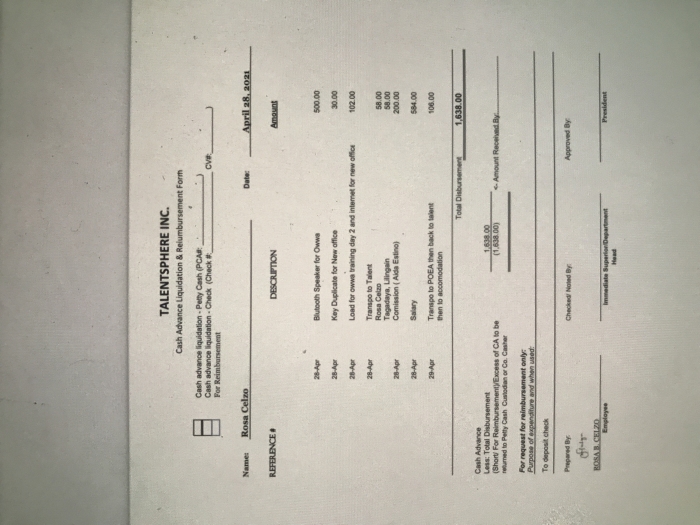 TALENTSPHERE INC.
Cash Advance Liquidation & Reiumbursement Form
Cash advance liquidation - Petty Cash (PCA#: )
Cash advance liquidation - Check (Check #: CV#: )
For Reimbursement
Name: Rosa Celzo Date: April 28, 2021
REFERENCE # DESCRIPTION Amount
28-Apr Blutooth Speaker for Owwa 500.00
28-Apr Key Duplicate for New office 30.00
28-Apr Load for owwa training day 2 and internet for new office 102.00
28-Apr Transpo to Talent
Rosa Celzo 58.00
Tagadaya, Lilingain 58.00
28-Apr Comission ( Aida Estino) 200.00
28-Apr Salary 584.00
29-Apr Transpo to POEA then back to talent 106.00
then to accomodation
Total Disbursement 1,638.00
Cash Advance
Less: Total Disbursement 1,638.00
(Short/ For Reimbursement)/Excess of CA to be (1,638.00) <- Amount Received By:
returned to Petty Cash Custodian or Co. Cashier
For request for reimbursement only:
Purpose of expenditure and when used:
To deposit check
Prepared By: Checked/ Noted By: Approved By:
ROSA B. CELZO
Employee Immediate Superior/Department President
Head